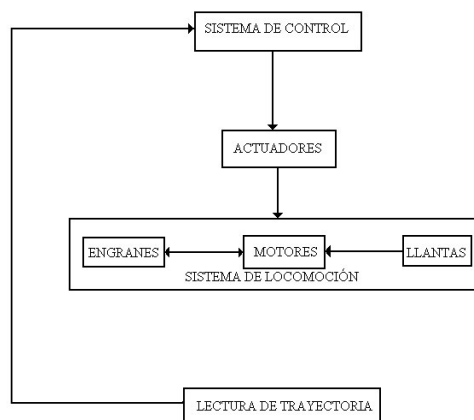 SISTEMA DE CONTROL
ACTUADORES
ENGRANES
MOTORES
LLANTAS
SISTEMA DE LOCOMOCIÓN
LECTURA DE TRAYECTORIA